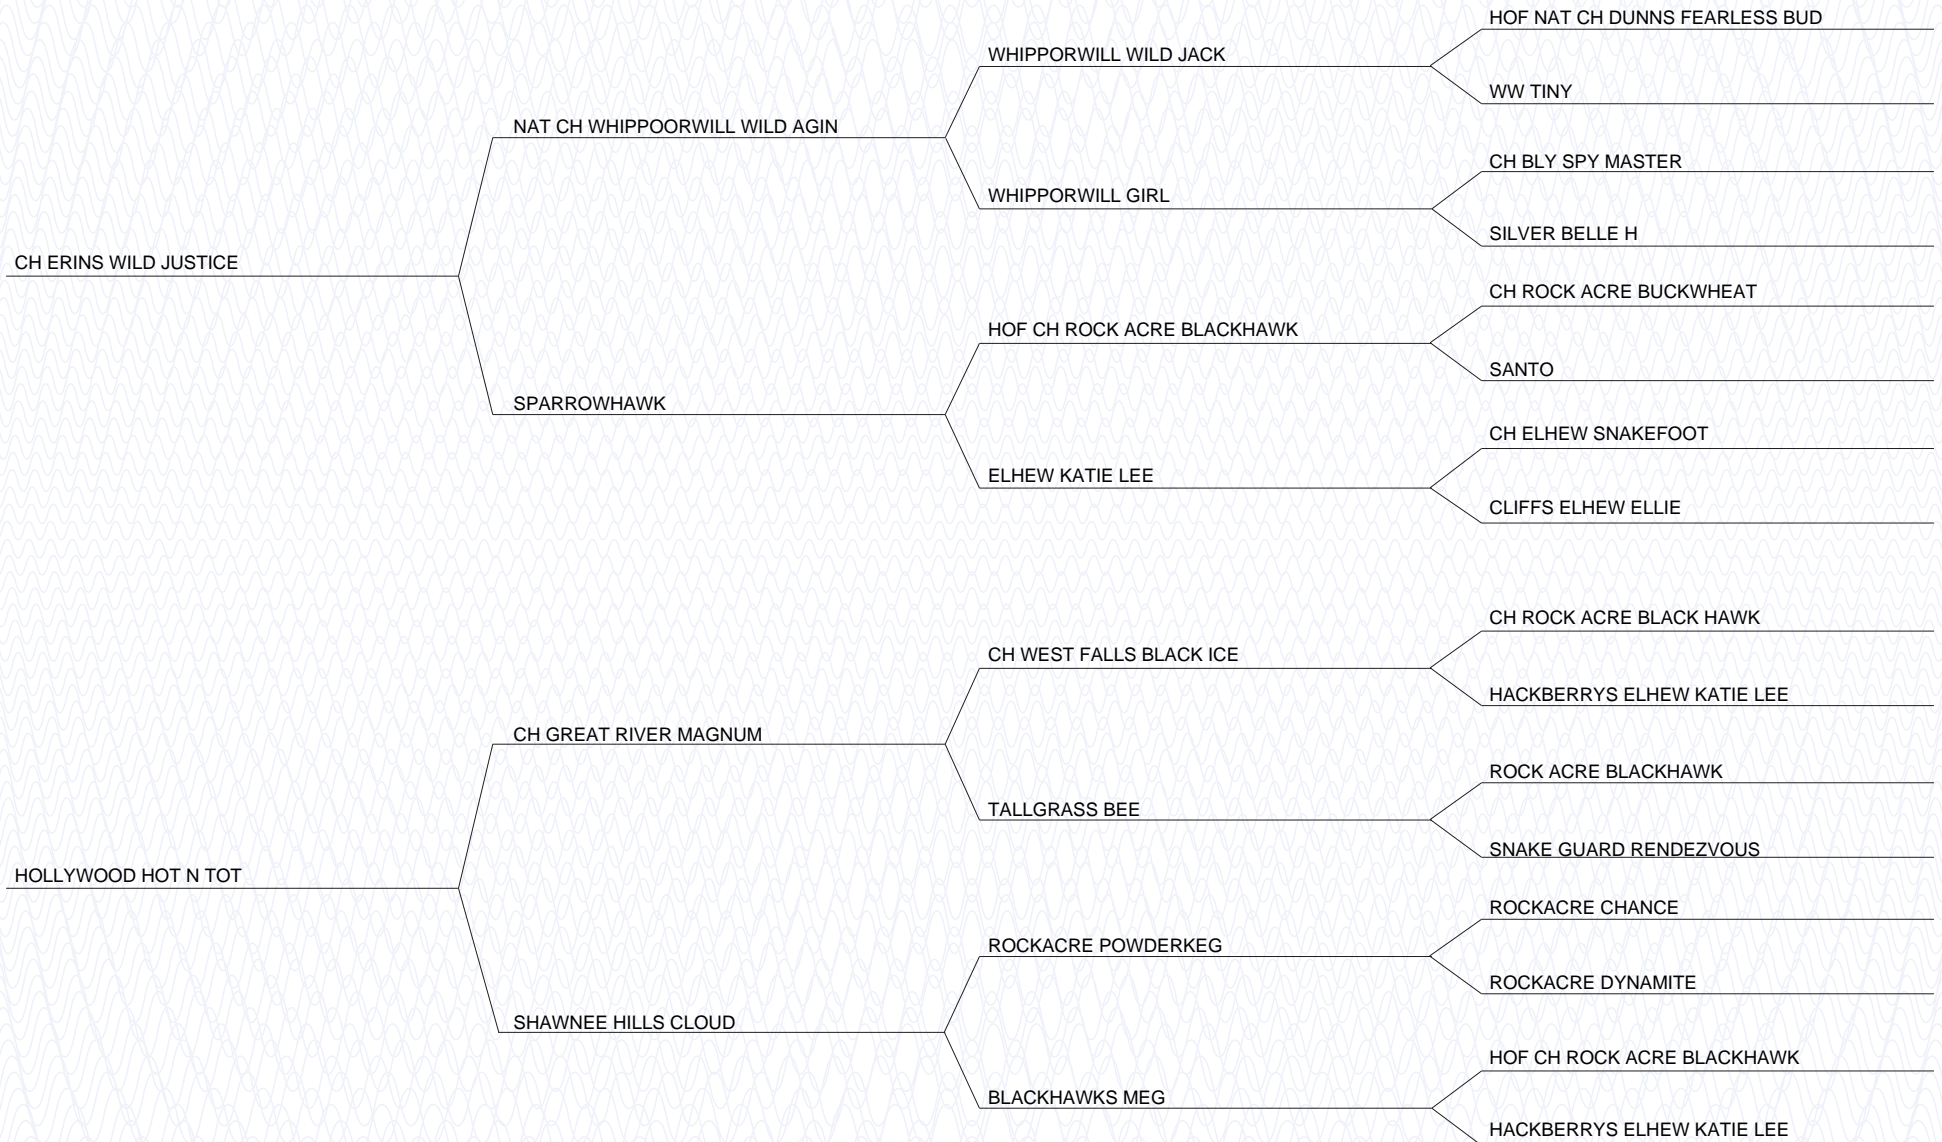 HOF NAT CH DUNNS FEARLESS BUD
WHIPPORWILL WILD JACK
WW TINY
NAT CH WHIPPOORWILL WILD AGIN
CH BLY SPY MASTER
WHIPPORWILL GIRL
SILVER BELLE H
CH ERINS WILD JUSTICE
CH ROCK ACRE BUCKWHEAT
HOF CH ROCK ACRE BLACKHAWK
SANTO
SPARROWHAWK
CH ELHEW SNAKEFOOT
ELHEW KATIE LEE
CLIFFS ELHEW ELLIE
CH ROCK ACRE BLACK HAWK
CH WEST FALLS BLACK ICE
HACKBERRYS ELHEW KATIE LEE
CH GREAT RIVER MAGNUM
ROCK ACRE BLACKHAWK
TALLGRASS BEE
SNAKE GUARD RENDEZVOUS
HOLLYWOOD HOT N TOT
ROCKACRE CHANCE
ROCKACRE POWDERKEG
ROCKACRE DYNAMITE
SHAWNEE HILLS CLOUD
HOF CH ROCK ACRE BLACKHAWK
BLACKHAWKS MEG
HACKBERRYS ELHEW KATIE LEE